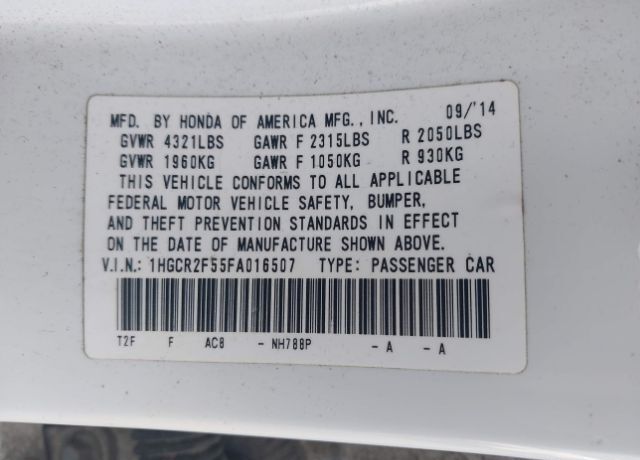 MFD. BY HONDA OF AMERICA MFG., INC. 09/'14
GVWR 4321LBS GAWR F 2315LBS R 2050LBS
GVWR 1960KG GAWR F 1050KG R 930KG
THIS VEHICLE CONFORMS TO ALL APPLICABLE
FEDERAL MOTOR VEHICLE SAFETY, BUMPER,
AND THEFT PREVENTION STANDARDS IN EFFECT
ON THE DATE OF MANUFACTURE SHOWN ABOVE.
V.I.N.: 1HGCR2F55FA016507 TYPE: PASSENGER CAR
T2F F AC8 - NH788P - A - A